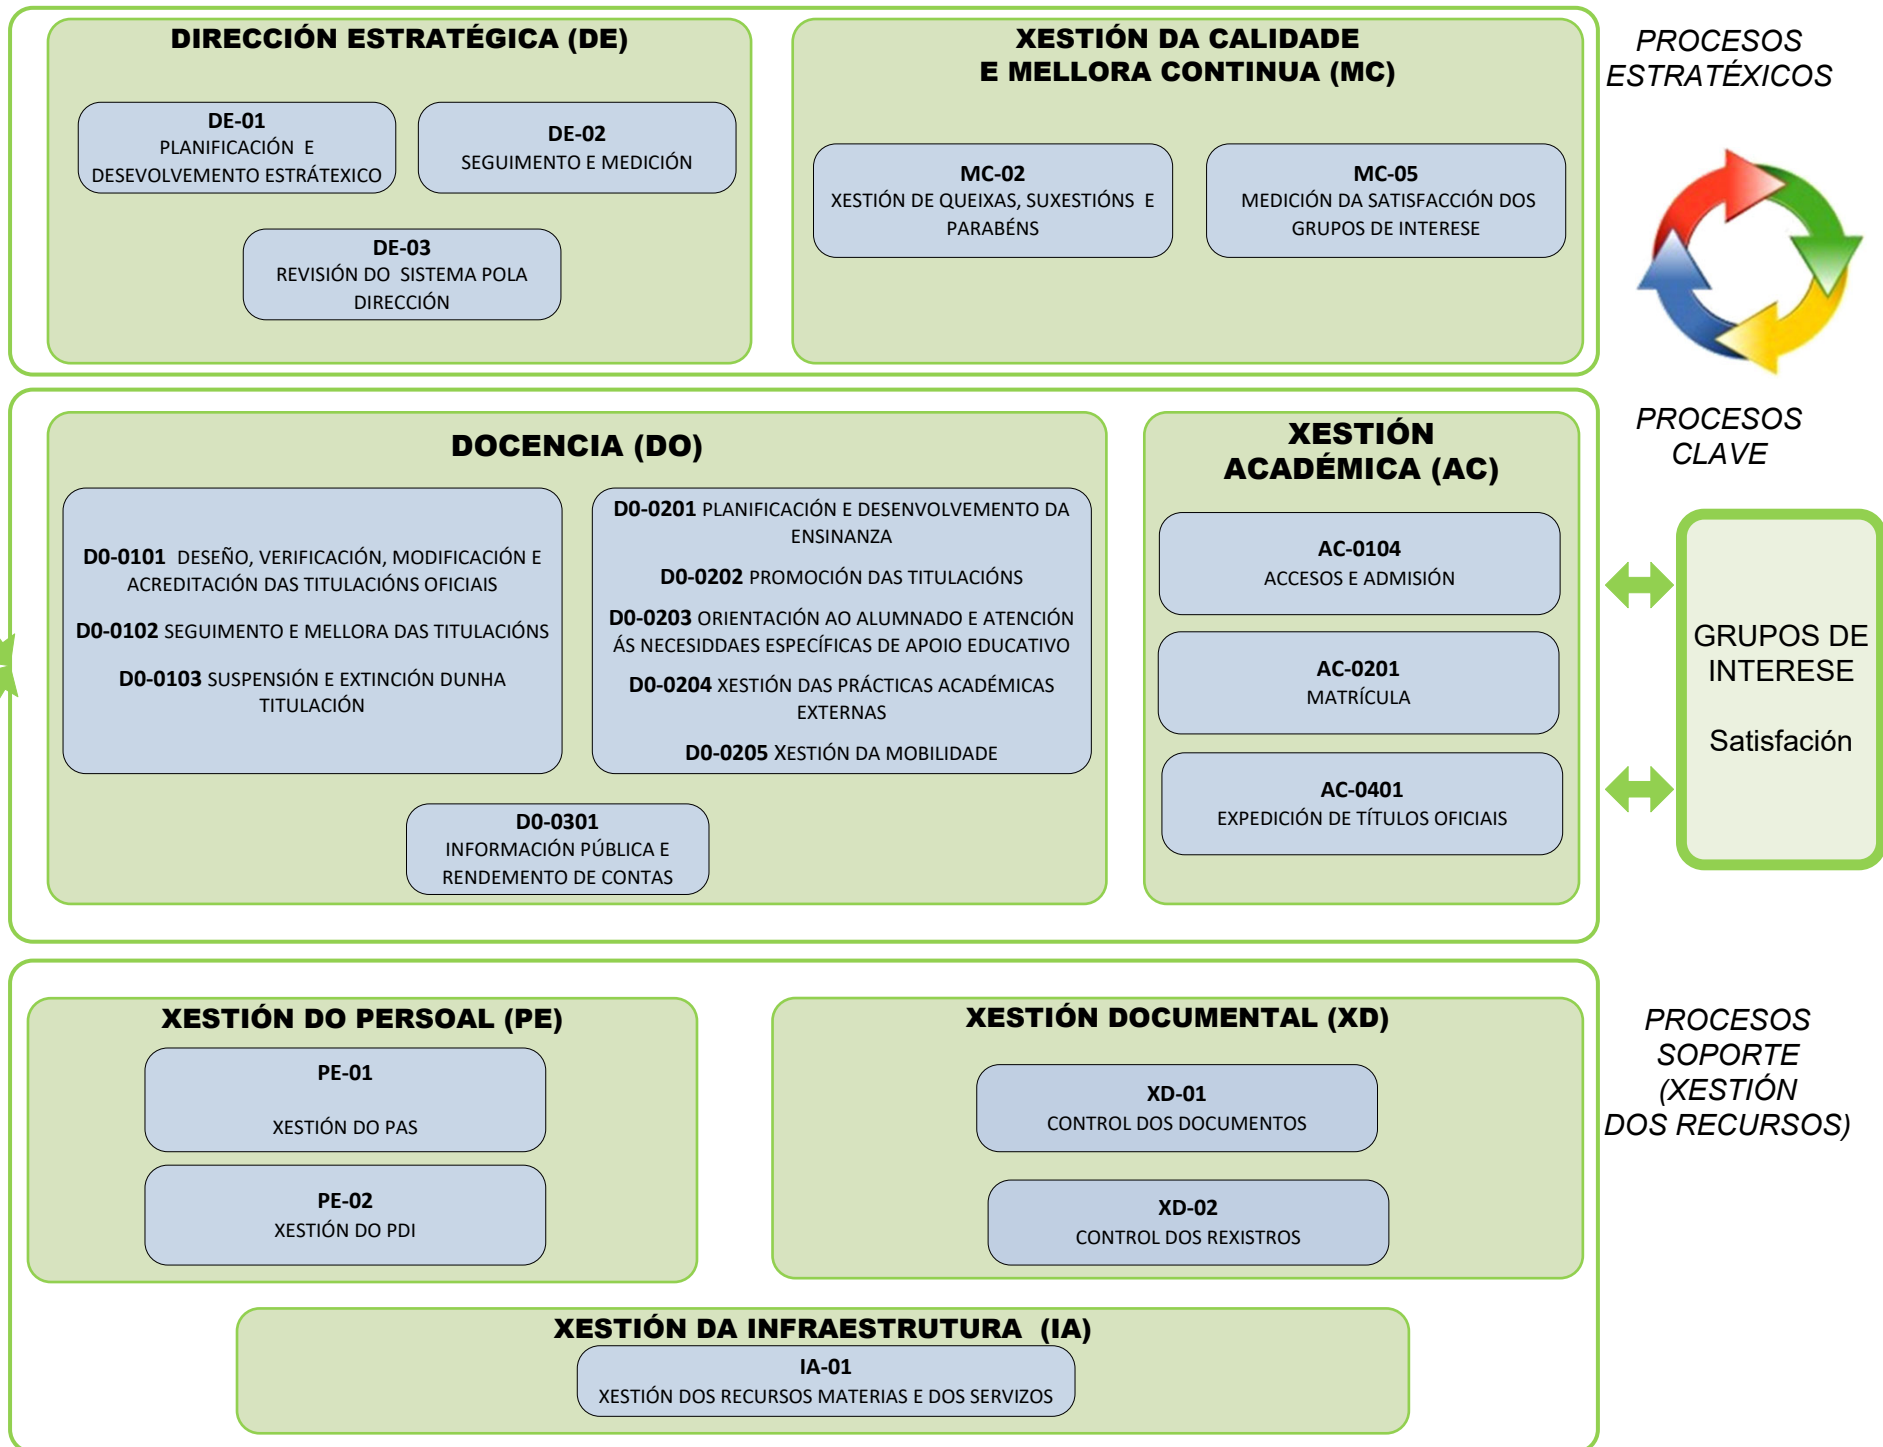 DIRECCIÓN ESTRATÉGICA (DE)
DE-01
PLANIFICACIÓN E
DESEVOLVEMENTO ESTRÁTEXICO
DE-02
SEGUIMENTO E MEDICIÓN
DE-03
REVISIÓN DO SISTEMA POLA
DIRECCIÓN
XESTIÓN DA CALIDADE
E MELLORA CONTINUA (MC)
MC-02
XESTIÓN DE QUEIXAS, SUXESTIÓNS E
PARABÉNS
MC-05
MEDICIÓN DA SATISFACCIÓN DOS
GRUPOS DE INTERESE
PROCESOS
ESTRATÉXICOS
DOCENCIA (DO)
D0-0101 DESEÑO, VERIFICACIÓN, MODIFICACIÓN E
ACREDITACIÓN DAS TITULACIÓNS OFICIAIS
D0-0102 SEGUIMENTO E MELLORA DAS TITULACIÓNS
D0-0103 SUSPENSIÓN E EXTINCIÓN DUNHA
TITULACIÓN
D0-0201 PLANIFICACIÓN E DESENVOLVEMENTO DA
ENSINANZA
D0-0202 PROMOCIÓN DAS TITULACIÓNS
D0-0203 ORIENTACIÓN AO ALUMNADO E ATENCIÓN
ÁS NECESIDDAES ESPECÍFICAS DE APOIO EDUCATIVO
D0-0204 XESTIÓN DAS PRÁCTICAS ACADÉMICAS
EXTERNAS
D0-0205 XESTIÓN DA MOBILIDADE
D0-0301
INFORMACIÓN PÚBLICA E
RENDEMENTO DE CONTAS
XESTIÓN
ACADÉMICA (AC)
AC-0104
ACCESOS E ADMISIÓN
AC-0201
MATRÍCULA
AC-0401
EXPEDICIÓN DE TÍTULOS OFICIAIS
PROCESOS
CLAVE
GRUPOS DE
INTERESE
Satisfación
XESTIÓN DO PERSOAL (PE)
PE-01
XESTIÓN DO PAS
PE-02
XESTIÓN DO PDI
XESTIÓN DOCUMENTAL (XD)
XD-01
CONTROL DOS DOCUMENTOS
XD-02
CONTROL DOS REXISTROS
PROCESOS
SOPORTE
(XESTIÓN
DOS RECURSOS)
XESTIÓN DA INFRAESTRUTURA (IA)
IA-01
XESTIÓN DOS RECURSOS MATERIAS E DOS SERVIZOS